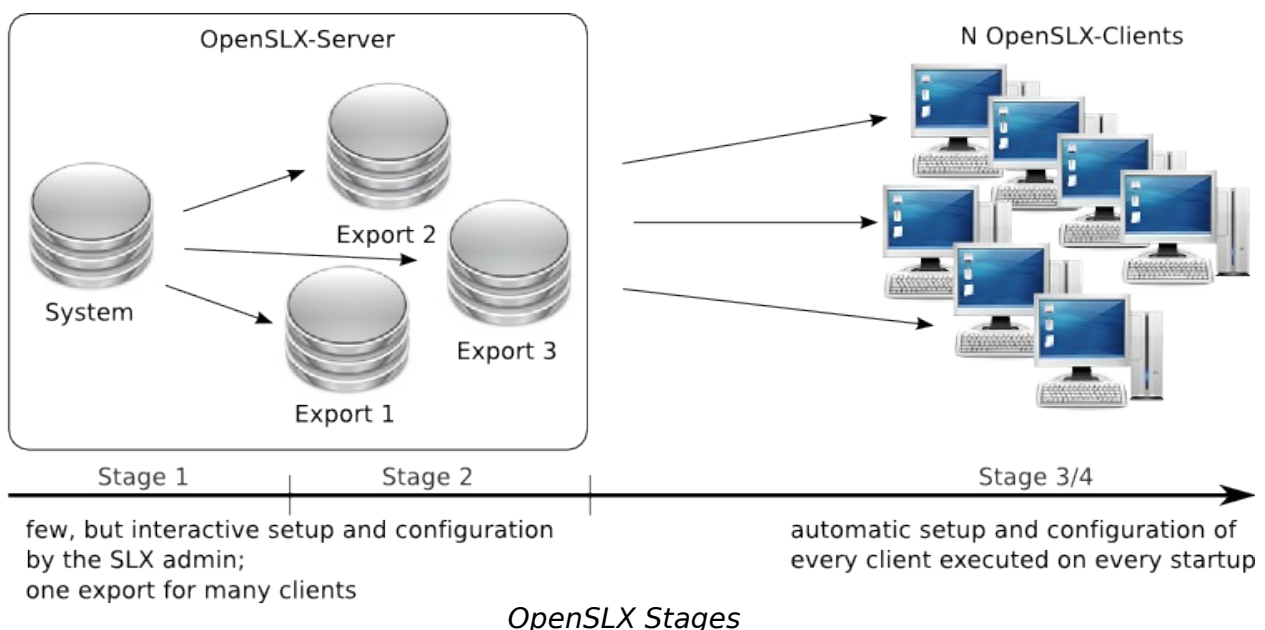 OpenSLX-Server
N OpenSLX-Clients
Export 2
System
Export 3
Export 1
Stage 1
Stage 2
Stage 3/4
few, but interactive setup and configuration
by the SLX admin;
one export for many clients
automatic setup and configuration of
every client executed on every startup
OpenSLX Stages